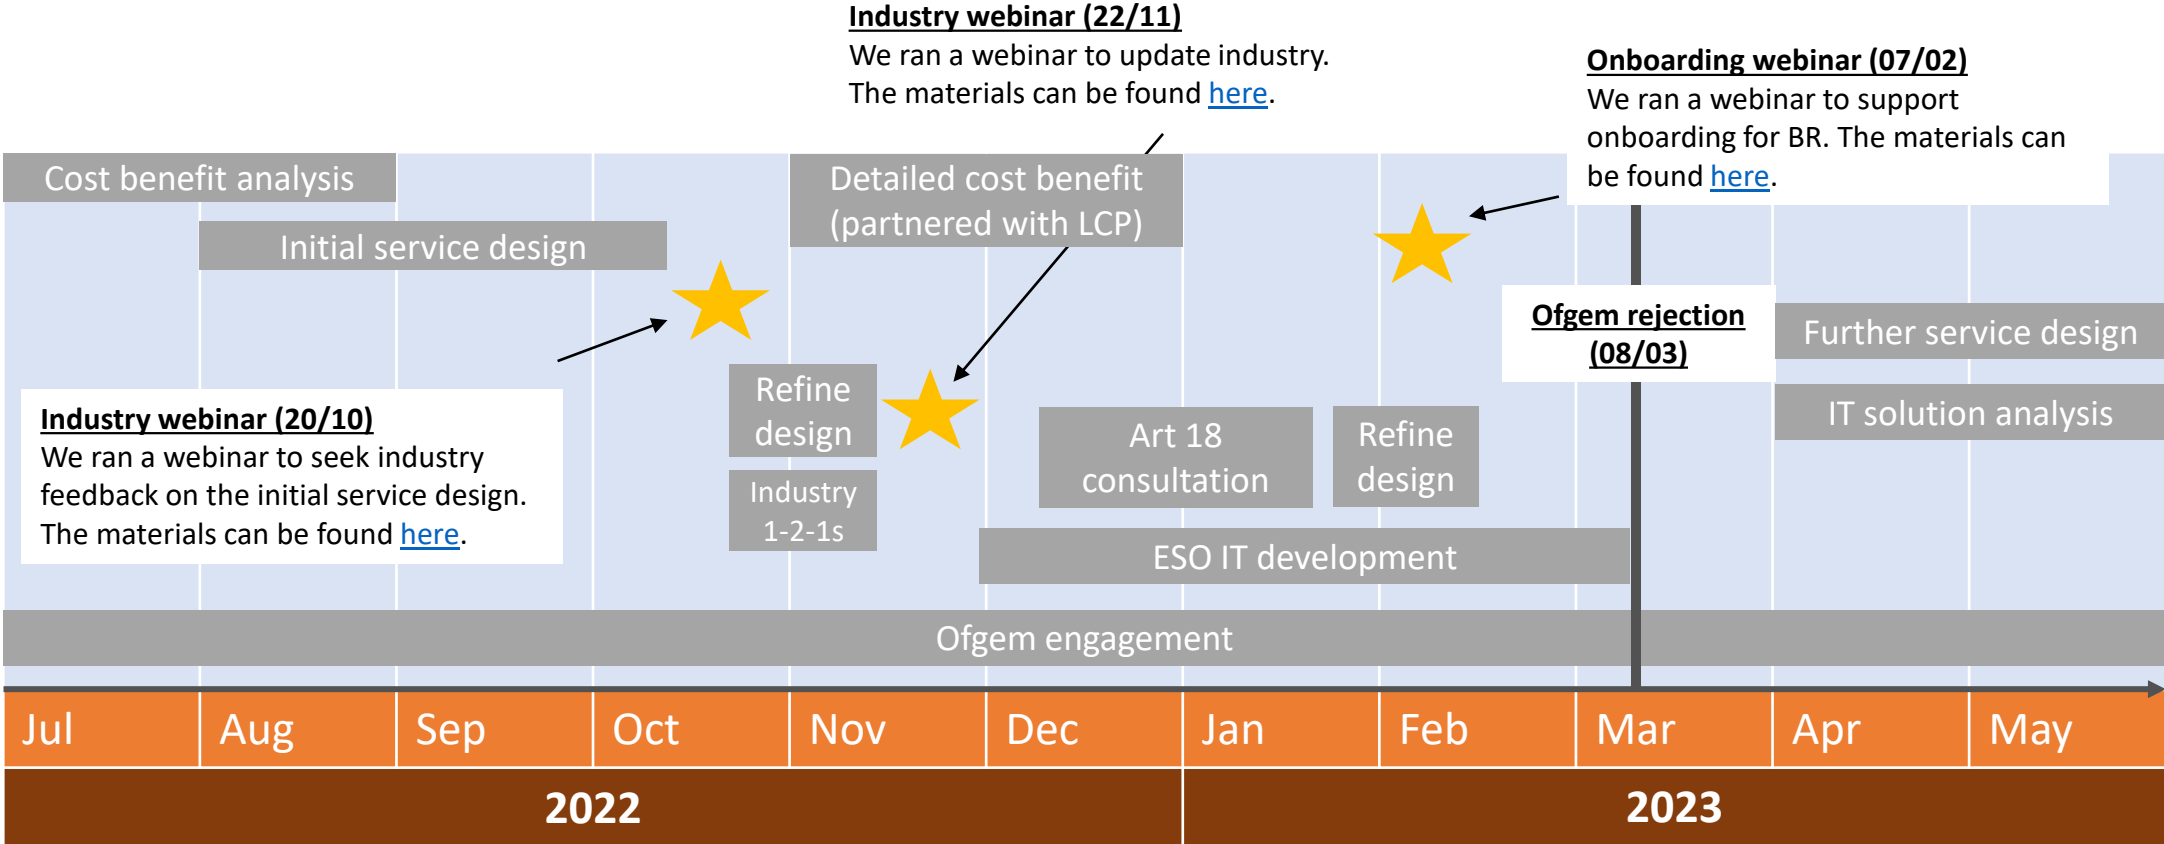 Industry webinar (22/11)
We ran a webinar to update industry.
The materials can be found here.
Onboarding webinar (07/02)
We ran a webinar to support
onboarding for BR. The materials can
be found here.
Cost benefit analysis
Detailed cost benefit
(partnered with LCP)
Initial service design
Ofgem rejection
(08/03)
Further service design
Refine
design
Industry webinar (20/10)
We ran a webinar to seek industry
feedback on the initial service design.
The materials can be found here.
Art 18
consultation
Refine
design
IT solution analysis
Industry
1-2-1s
ESO IT development
Ofgem engagement
Jul Aug Sep Oct Nov Dec Jan Feb Mar Apr May
2022 2023